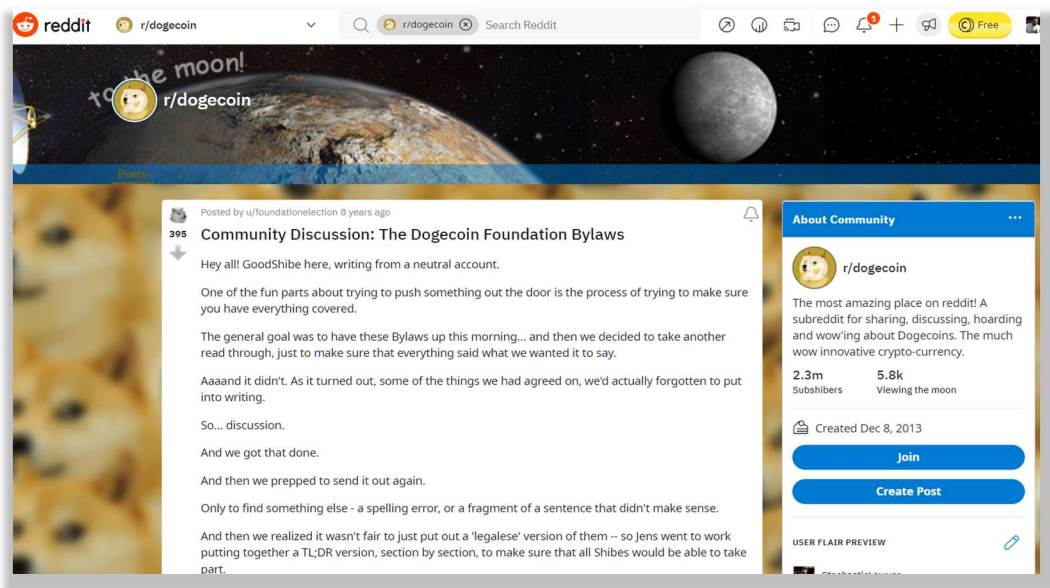 reddit
r/dogecoin
r/dogecoin
Search Reddit
1
Free
to the moon!
r/dogecoin
Posts
Posted by u/foundationelection 8 years ago
395
Community Discussion: The Dogecoin Foundation Bylaws
Hey all! GoodShibe here, writing from a neutral account.
One of the fun parts about trying to push something out the door is the process of trying to make sure
you have everything covered.
The general goal was to have these Bylaws up this morning... and then we decided to take another
read through, just to make sure that everything said what we wanted it to say.
Aaaand it didn't. As it turned out, some of the things we had agreed on, we'd actually forgotten to put
into writing.
So... discussion.
And we got that done.
And then we prepped to send it out again.
Only to find something else - a spelling error, or a fragment of a sentence that didn't make sense.
And then we realized it wasn't fair to just put out a 'legalese' version of them -- so Jens went to work
putting together a TL;DR version, section by section, to make sure that all Shibes would be able to take
part.
About Community
r/dogecoin
The most amazing place on reddit! A
subreddit for sharing, discussing, hoarding
and wow'ing about Dogecoins. The much
wow innovative crypto-currency.
2.3m
5.8k
Subshibers
Viewing the moon
Created Dec 8, 2013
Join
Create Post
USER FLAIR PREVIEW